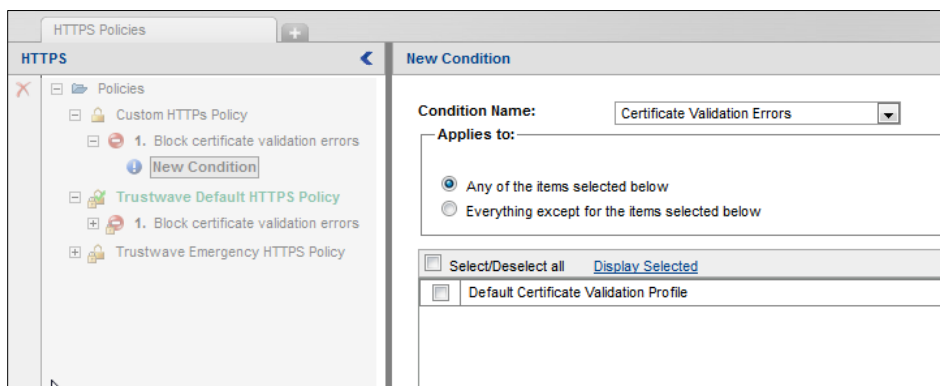 HTTPS Policies
HTTPS
Policies
Custom HTTPs Policy
1. Block certificate validation errors
New Condition
Trustwave Default HTTPS Policy
1. Block certificate validation errors
Trustwave Emergency HTTPS Policy
New Condition
Condition Name: Certificate Validation Errors
Applies to:
Any of the items selected below
Everything except for the items selected below
Select/Deselect all Display Selected
Default Certificate Validation Profile